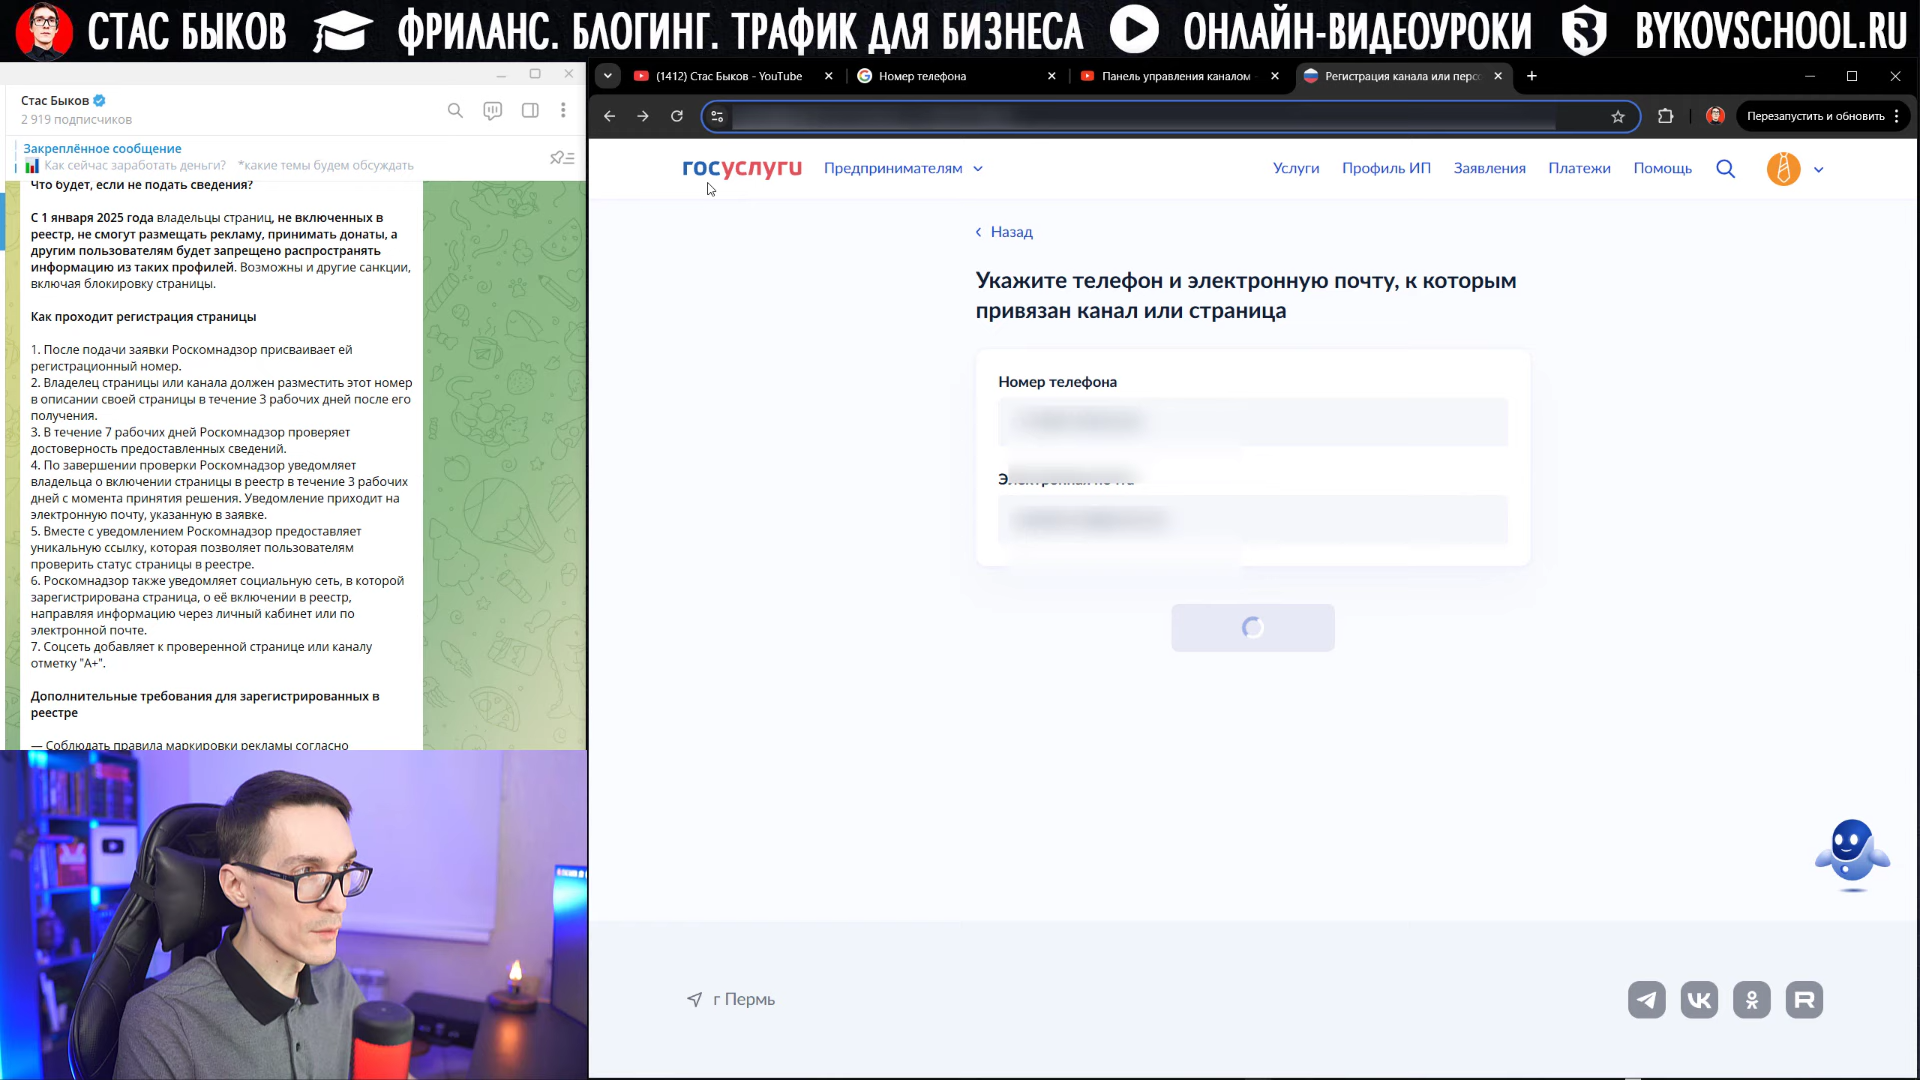 СТАС БЫКОВ
ФРИЛАНС. БЛОГИНГ. ТРАФИК ДЛЯ БИЗНЕСА
ОНЛАЙН-ВИДЕОУРОКИ
BYKOVSCHOOL.RU
Стас Быков
2 919 подписчиков
Закреплённое сообщение
Как сейчас заработать деньги? *какие темы будем обсуждать
Что будет, если не подать сведения?
С 1 января 2025 года владельцы страниц, не включенных в
реестр, не смогут размещать рекламу, принимать донаты, а
другим пользователям будет запрещено распространять
информацию из таких профилей. Возможны и другие санкции,
включая блокировку страницы.
Как проходит регистрация страницы
1. После подачи заявки Роскомнадзор присваивает ей
регистрационный номер.
2. Владелец страницы или канала должен разместить этот номер
в описании своей страницы в течение 3 рабочих дней после его
получения.
3. В течение 7 рабочих дней Роскомнадзор проверяет
достоверность предоставленных сведений.
4. По завершении проверки Роскомнадзор уведомляет
владельца о включении страницы в реестр в течение 3 рабочих
дней с момента принятия решения. Уведомление приходит на
электронную почту, указанную в заявке.
5. Вместе с уведомлением Роскомнадзор предоставляет
уникальную ссылку, которая позволяет пользователям
проверить статус страницы в реестре.
6. Роскомнадзор также уведомляет социальную сеть, в которой
зарегистрирована страница, о её включении в реестр,
направляя информацию через личный кабинет или по
электронной почте.
7. Соцсеть добавляет к проверенной странице или каналу
отметку "А+".
Дополнительные требования для зарегистрированных в
реестре
— Соблюдать правила маркировки рекламы согласно
(1412) Стас Быков - YouTube
Номер телефона
Панель управления каналом
Регистрация канала или перс
Перезапустить и обновить
госуслуги
Предпринимателям
Услуги
Профиль ИП
Заявления
Платежи
Помощь
Назад
Укажите телефон и электронную почту, к которым
привязан канал или страница
Номер телефона
г Пермь